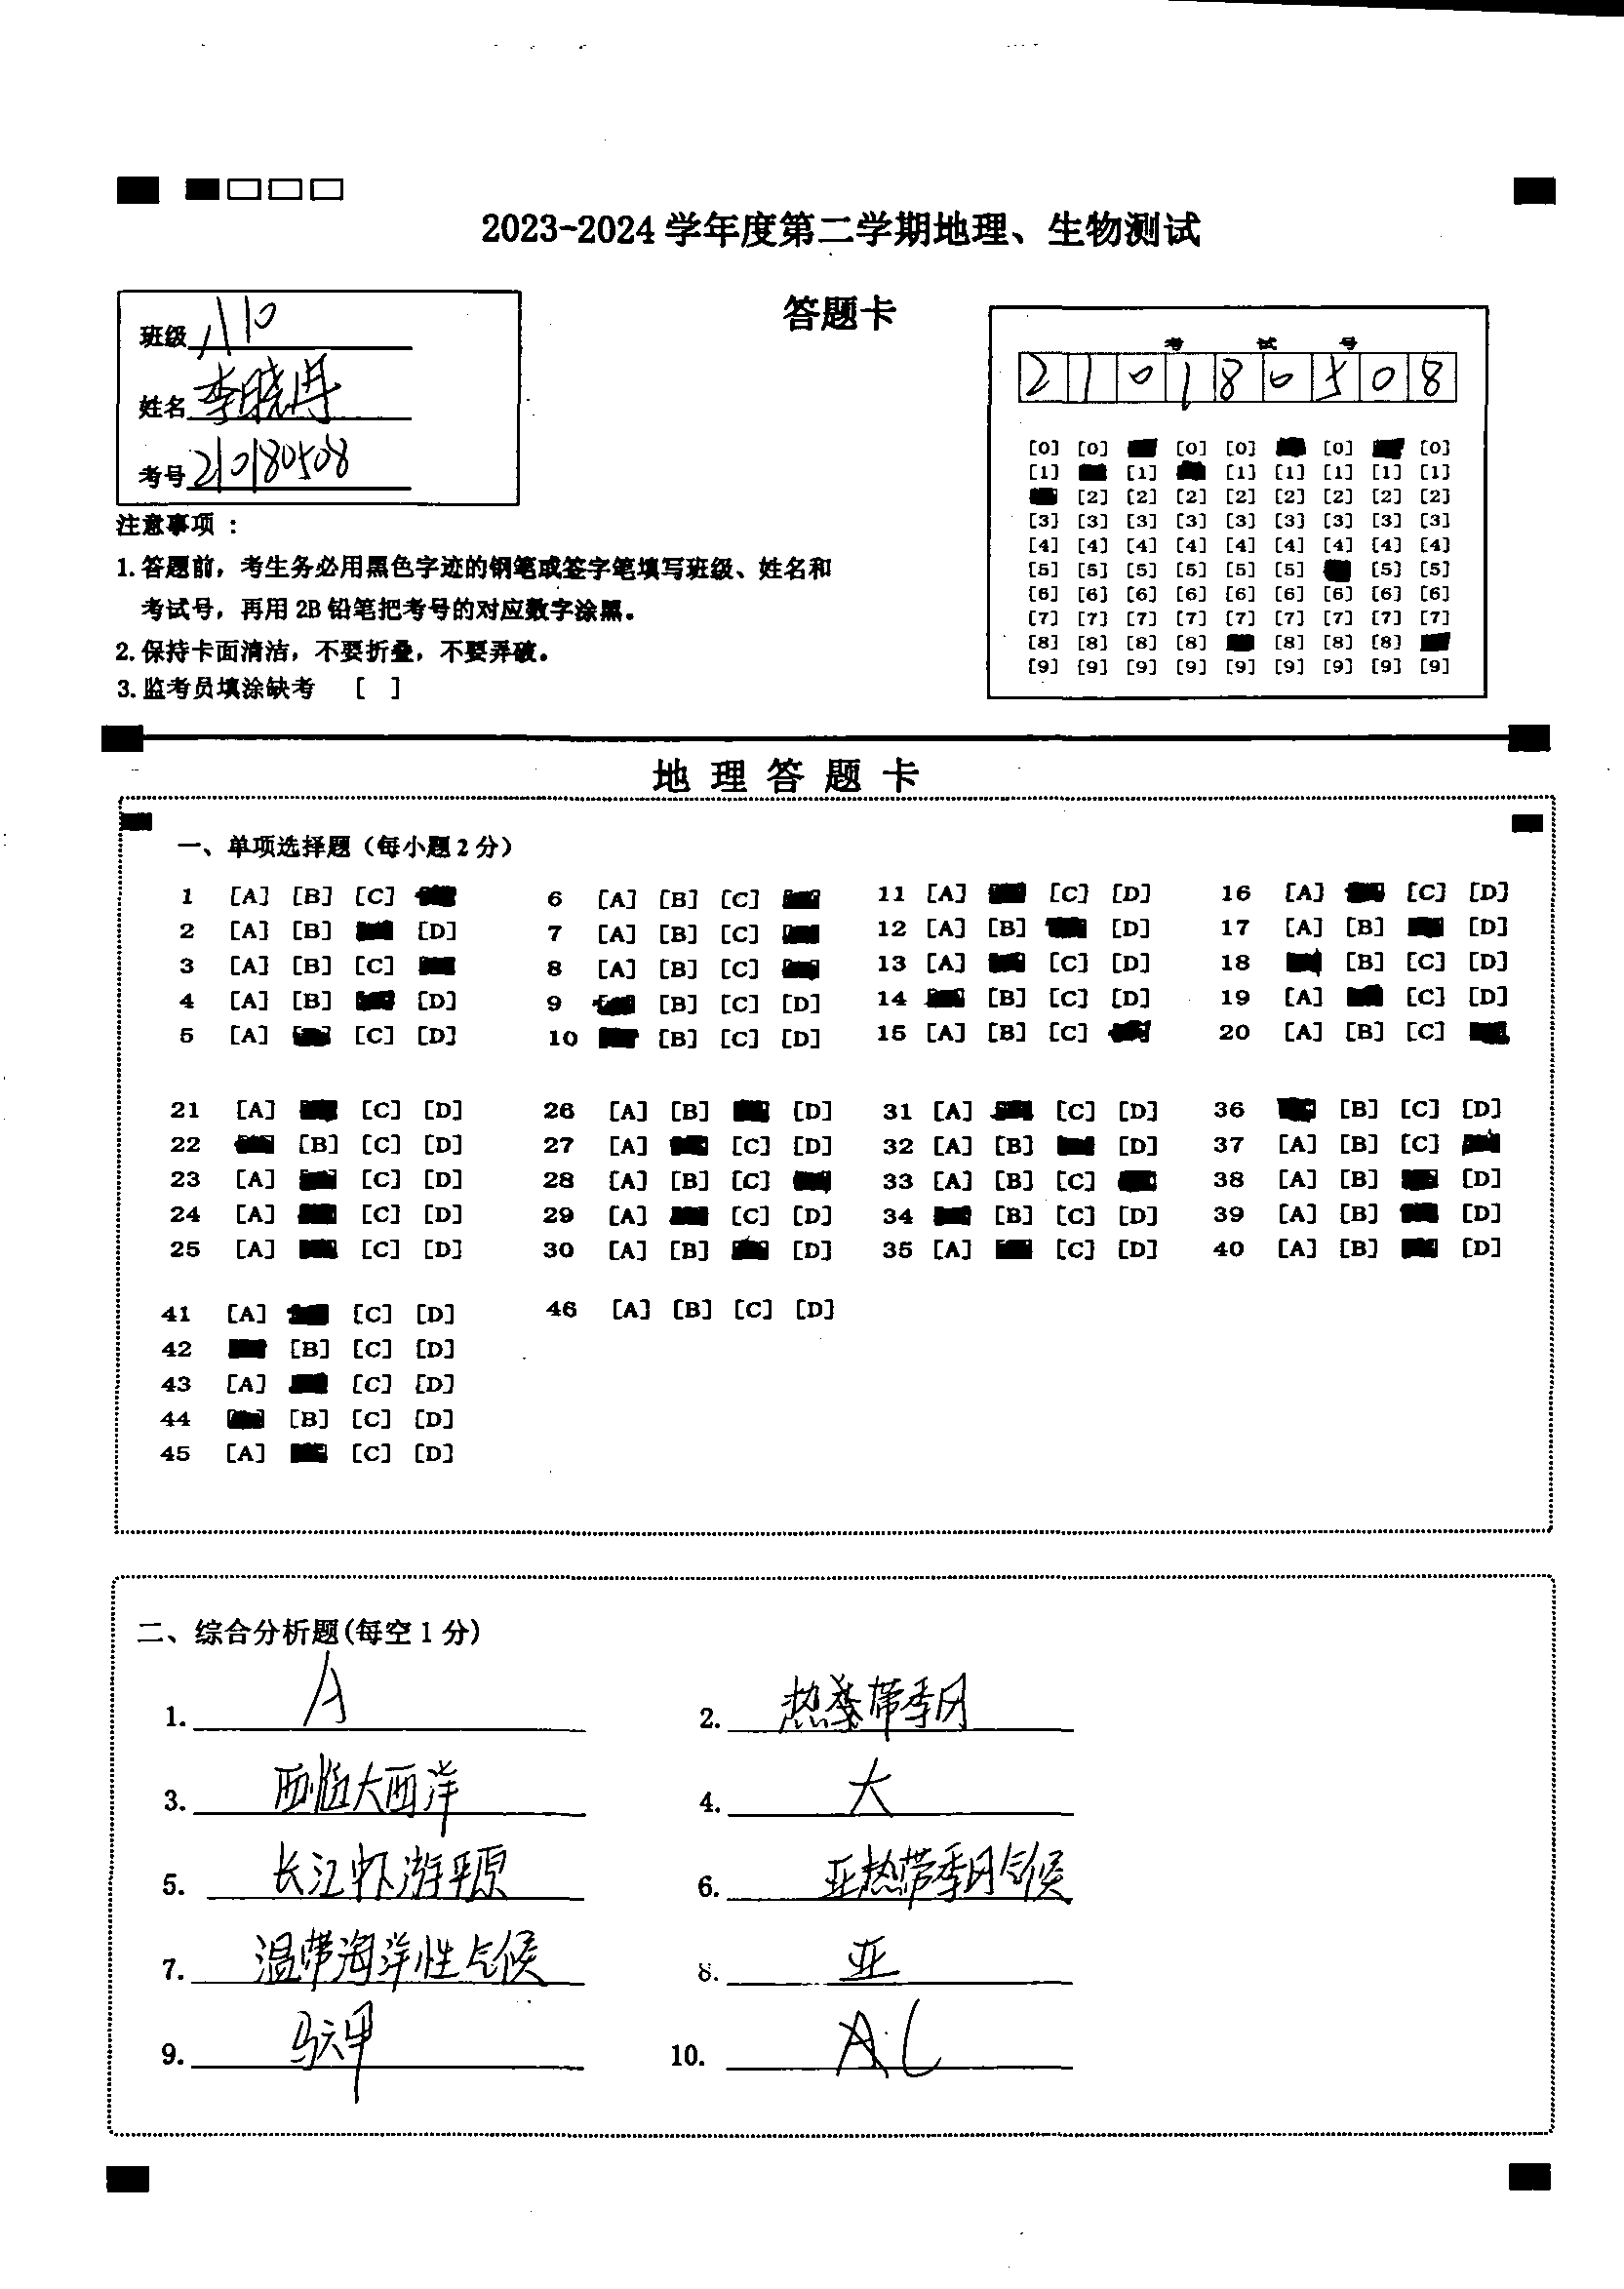 2023-2024 学年度第二学期地理、生物测试
答题卡
班级 八10
姓名 李晓丹
考号 210180508
考 试 号
2 1 0 1 8 0 5 0 8
[0] [0] [0] [0] [0] [0]
[1] [1] [1] [1] [1] [1] [1]
[2] [2] [2] [2] [2] [2] [2] [2]
[3] [3] [3] [3] [3] [3] [3] [3] [3]
[4] [4] [4] [4] [4] [4] [4] [4] [4]
[5] [5] [5] [5] [5] [5] [5] [5]
[6] [6] [6] [6] [6] [6] [6] [6] [6]
[7] [7] [7] [7] [7] [7] [7] [7] [7]
[8] [8] [8] [8] [8] [8] [8]
[9] [9] [9] [9] [9] [9] [9] [9] [9]
注意事项：
1.答题前，考生务必用黑色字迹的钢笔或签字笔填写班级、姓名和
考试号，再用 2B 铅笔把考号的对应数字涂黑。
2.保持卡面清洁，不要折叠，不要弄破。
3.监考员填涂缺考 [ ]
地 理 答 题 卡
一、单项选择题（每小题 2 分）
1 [A] [B] [C] 6 [A] [B] [C] 11 [A] [C] [D] 16 [A] [C] [D]
2 [A] [B] [D] 7 [A] [B] [C] 12 [A] [B] [D] 17 [A] [B] [D]
3 [A] [B] [C] 8 [A] [B] [C] 13 [A] [C] [D] 18 [B] [C] [D]
4 [A] [B] [D] 9 [B] [C] [D] 14 [B] [C] [D] 19 [A] [C] [D]
5 [A] [C] [D] 10 [B] [C] [D] 15 [A] [B] [C] 20 [A] [B] [C]
21 [A] [C] [D] 26 [A] [B] [D] 31 [A] [C] [D] 36 [B] [C] [D]
22 [B] [C] [D] 27 [A] [C] [D] 32 [A] [B] [D] 37 [A] [B] [C]
23 [A] [C] [D] 28 [A] [B] [C] 33 [A] [B] [C] 38 [A] [B] [D]
24 [A] [C] [D] 29 [A] [C] [D] 34 [B] [C] [D] 39 [A] [B] [D]
25 [A] [C] [D] 30 [A] [B] [D] 35 [A] [C] [D] 40 [A] [B] [D]
41 [A] [C] [D] 46 [A] [B] [C] [D]
42 [B] [C] [D]
43 [A] [C] [D]
44 [B] [C] [D]
45 [A] [C] [D]
二、综合分析题(每空 1 分)
1. A 2. 热带季风
3. 西临大西洋 4. 大
5. 长江中下游平原 6. 亚热带季风气候
7. 温带海洋性气候 8. 亚
9. 马六甲 10. AC